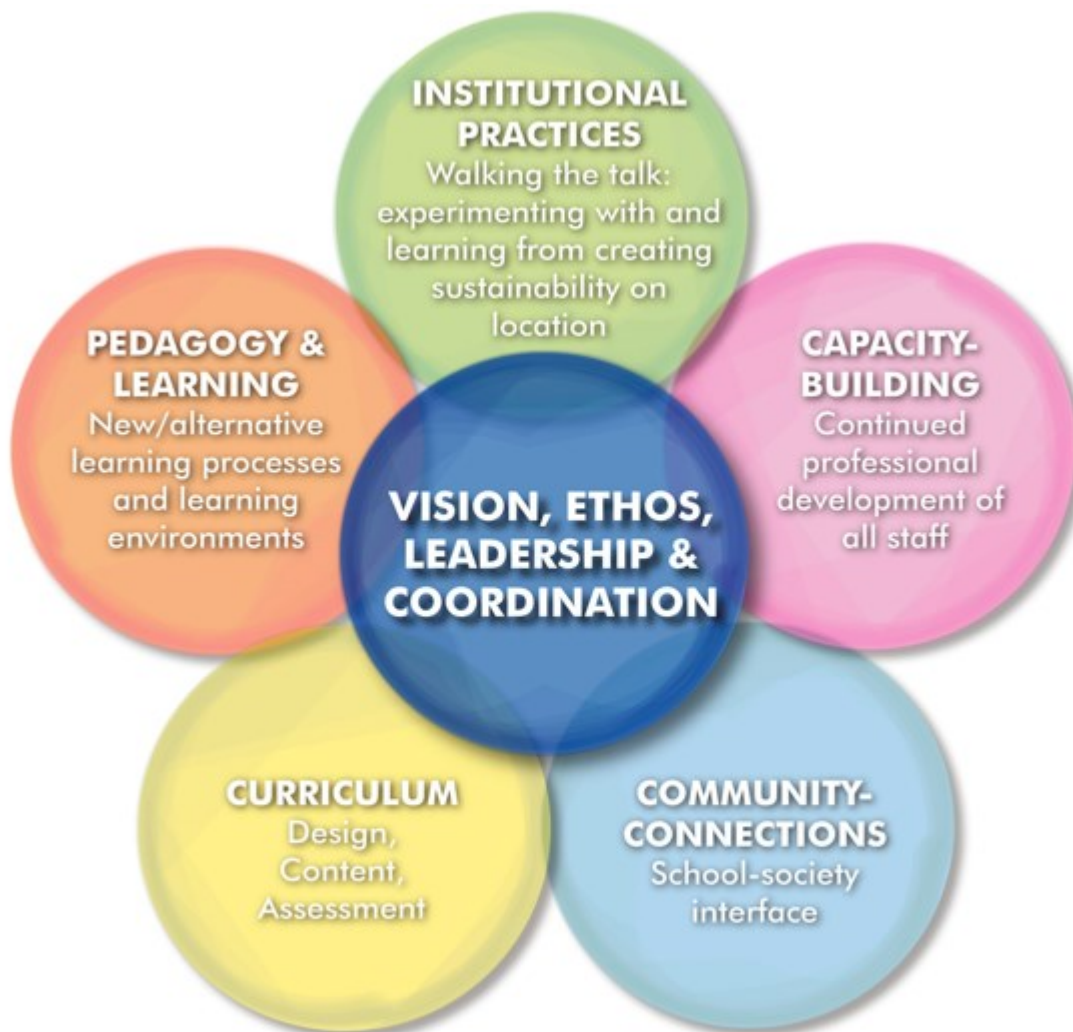 INSTITUTIONAL
PRACTICES
Walking the talk:
experimenting with and
learning from creating
sustainability on
location
PEDAGOGY &
LEARNING
New/alternative
learning processes
and learning
environments
CAPACITY-
BUILDING
Continued
professional
development of
all staff
VISION, ETHOS,
LEADERSHIP &
COORDINATION
CURRICULUM
Design,
Content,
Assessment
COMMUNITY-
CONNECTIONS
School-society
interface